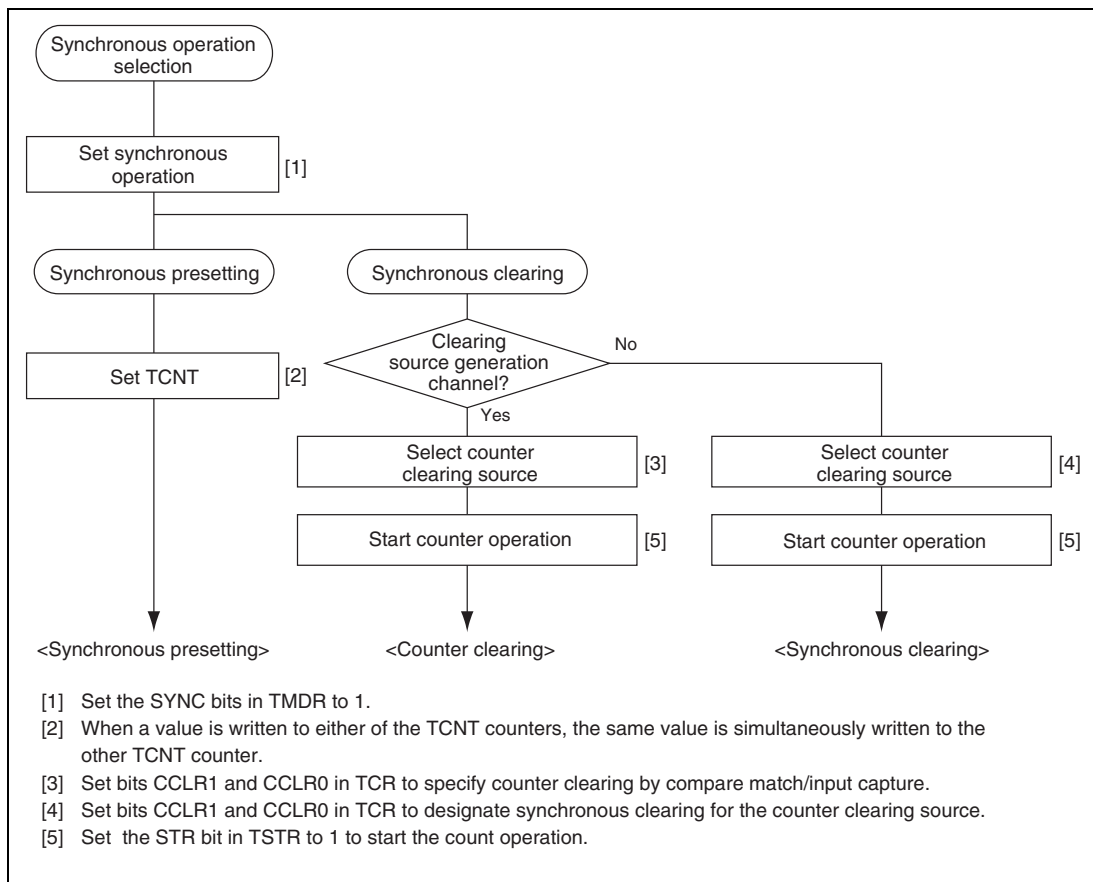 Synchronous operation
selection
Set synchronous
operation
[1]
Synchronous presetting
Synchronous clearing
Clearing
source generation
channel?
No
Yes
Set TCNT
[2]
Select counter
clearing source
[3]
Select counter
clearing source
[4]
Start counter operation
[5]
Start counter operation
[5]
<Synchronous presetting>
<Counter clearing>
<Synchronous clearing>
[1] Set the SYNC bits in TMDR to 1.
[2] When a value is written to either of the TCNT counters, the same value is simultaneously written to the
other TCNT counter.
[3] Set bits CCLR1 and CCLR0 in TCR to specify counter clearing by compare match/input capture.
[4] Set bits CCLR1 and CCLR0 in TCR to designate synchronous clearing for the counter clearing source.
[5] Set the STR bit in TSTR to 1 to start the count operation.